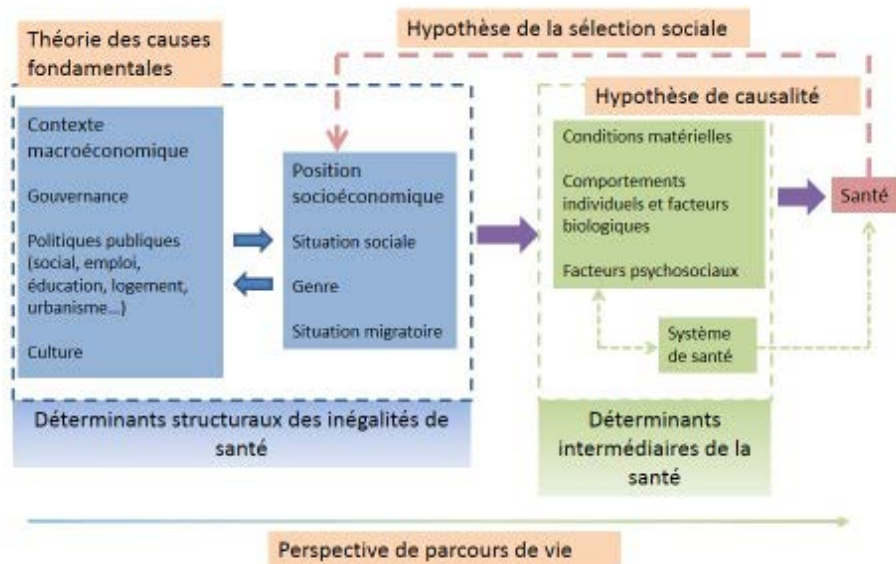 Théorie des causes
fondamentales
Hypothèse de la sélection sociale
Hypothèse de causalité
Contexte
macroéconomique
Gouvernance
Politiques publiques
(social, emploi,
éducation, logement,
urbanisme...)
Culture
Position
socioéconomique
Situation sociale
Genre
Situation migratoire
Conditions matérielles
Comportements
individuels et facteurs
biologiques
Facteurs psychosociaux
Système
de santé
Santé
Déterminants structuraux des inégalités de
santé
Déterminants
intermédiaires de la
santé
Perspective de parcours de vie